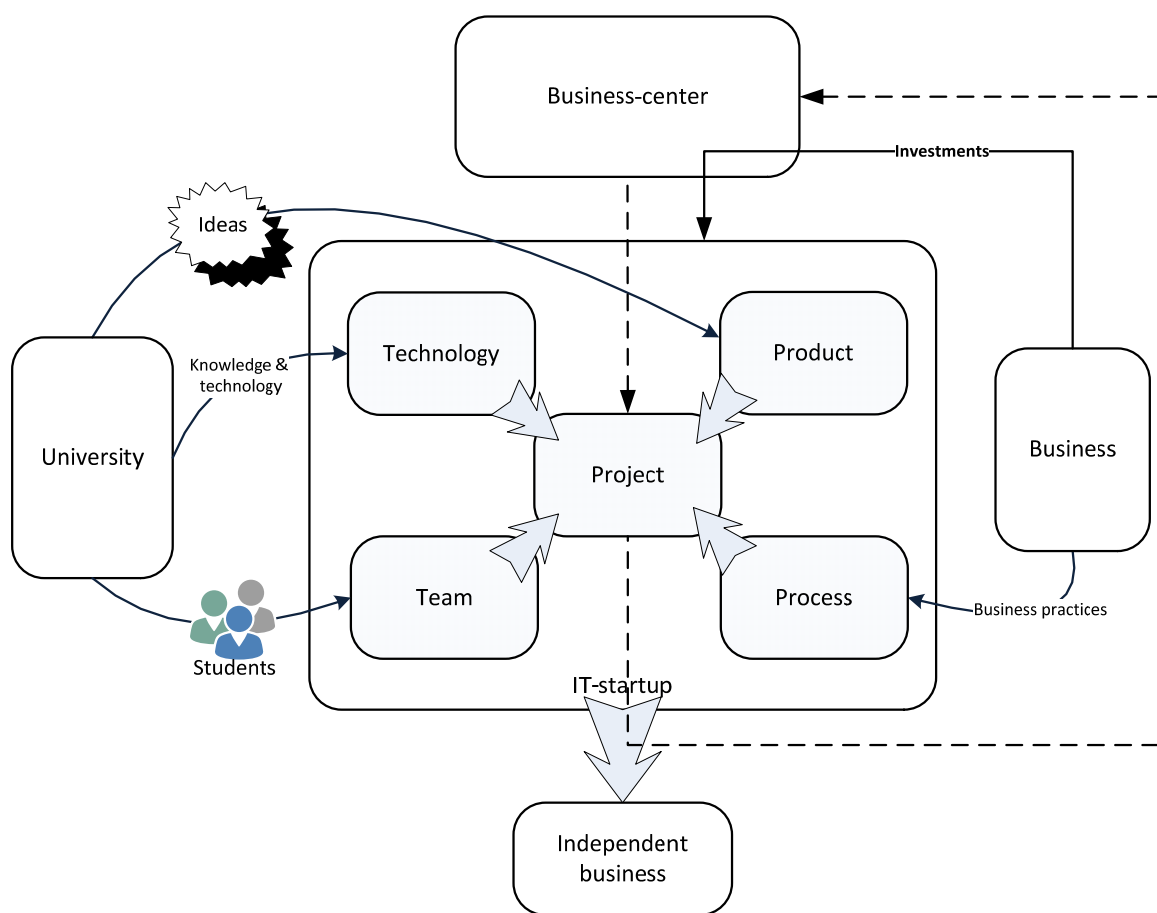 Business-center
Investments
Ideas
Technology
Product
Knowledge &
technology
University
Project
Business
Team
Process
Business practices
Students
IT-startup
Independent
business